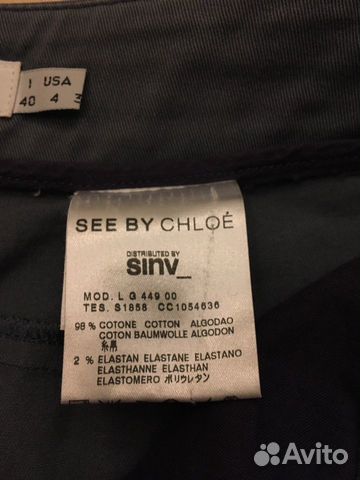 I USA
40 4 3
SEE BY CHLOÉ
DISTRIBUTED BY
sinv_
MOD. L G 449 00
TES. S1858 CC1054636
98 % COTONE COTTON ALGODAO
COTON BAUMWOLLE ALGODON
2 % ELASTAN ELASTANE ELASTANO
ELASTHANNE ELASTHAN
ELASTOMERO ポリウレタン
Avito